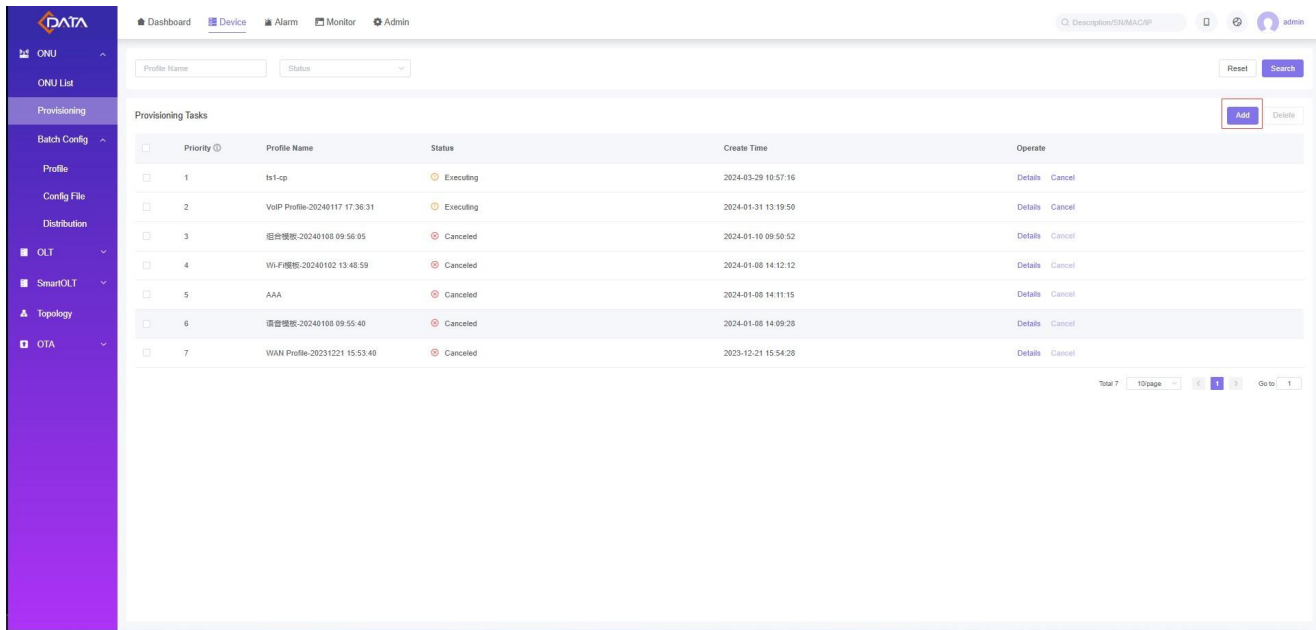 CDATA
Dashboard Device Alarm Monitor Admin
Description/SN/MAC/IP
admin
ONU
ONU List
Provisioning
Batch Config
Profile
Config File
Distribution
OLT
SmartOLT
Topology
OTA
Profile Name Status Reset Search
Provisioning Tasks Add Delete
Priority Profile Name Status Create Time Operate
1 ts1-cp Executing 2024-03-29 10:57:16 Details Cancel
2 VoIP Profile-20240117 17:36:31 Executing 2024-01-31 13:19:50 Details Cancel
3 组合模板-20240108 09:56:05 Canceled 2024-01-10 09:50:52 Details Cancel
4 Wi-Fi模板-20240102 13:48:59 Canceled 2024-01-08 14:12:12 Details Cancel
5 AAA Canceled 2024-01-08 14:11:15 Details Cancel
6 语音模板-20240108 09:55:40 Canceled 2024-01-08 14:09:28 Details Cancel
7 WAN Profile-20231221 15:53:40 Canceled 2023-12-21 15:54:28 Details Cancel
Total 7 10/page 1 Go to 1